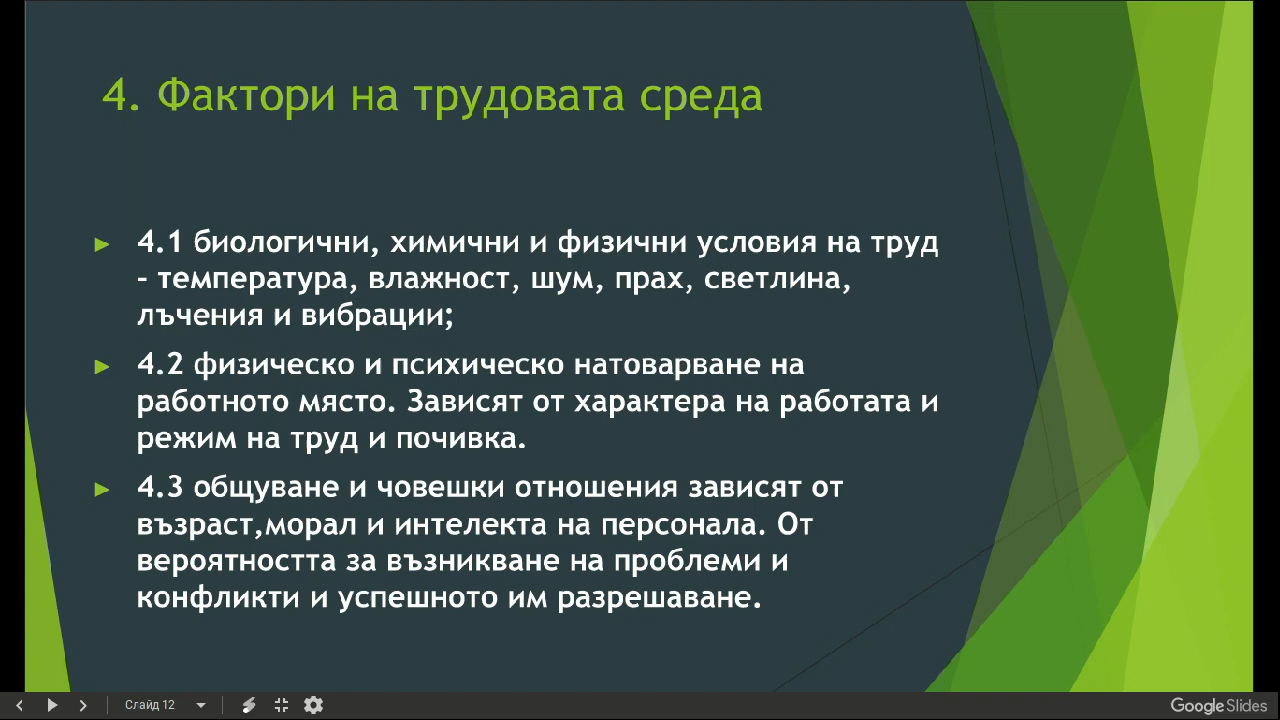 4. Фактори на трудовата среда
4.1 биологични, химични и физични условия на труд
– температура, влажност, шум, прах, светлина,
лъчения и вибрации;
4.2 физическо и психическо натоварване на
работното място. Зависят от характера на работата и
режим на труд и почивка.
4.3 общуване и човешки отношения зависят от
възраст,морал и интелекта на персонала. От
вероятността за възникване на проблеми и
конфликти и успешното им разрешаване.
Слайд 12
Google Slides